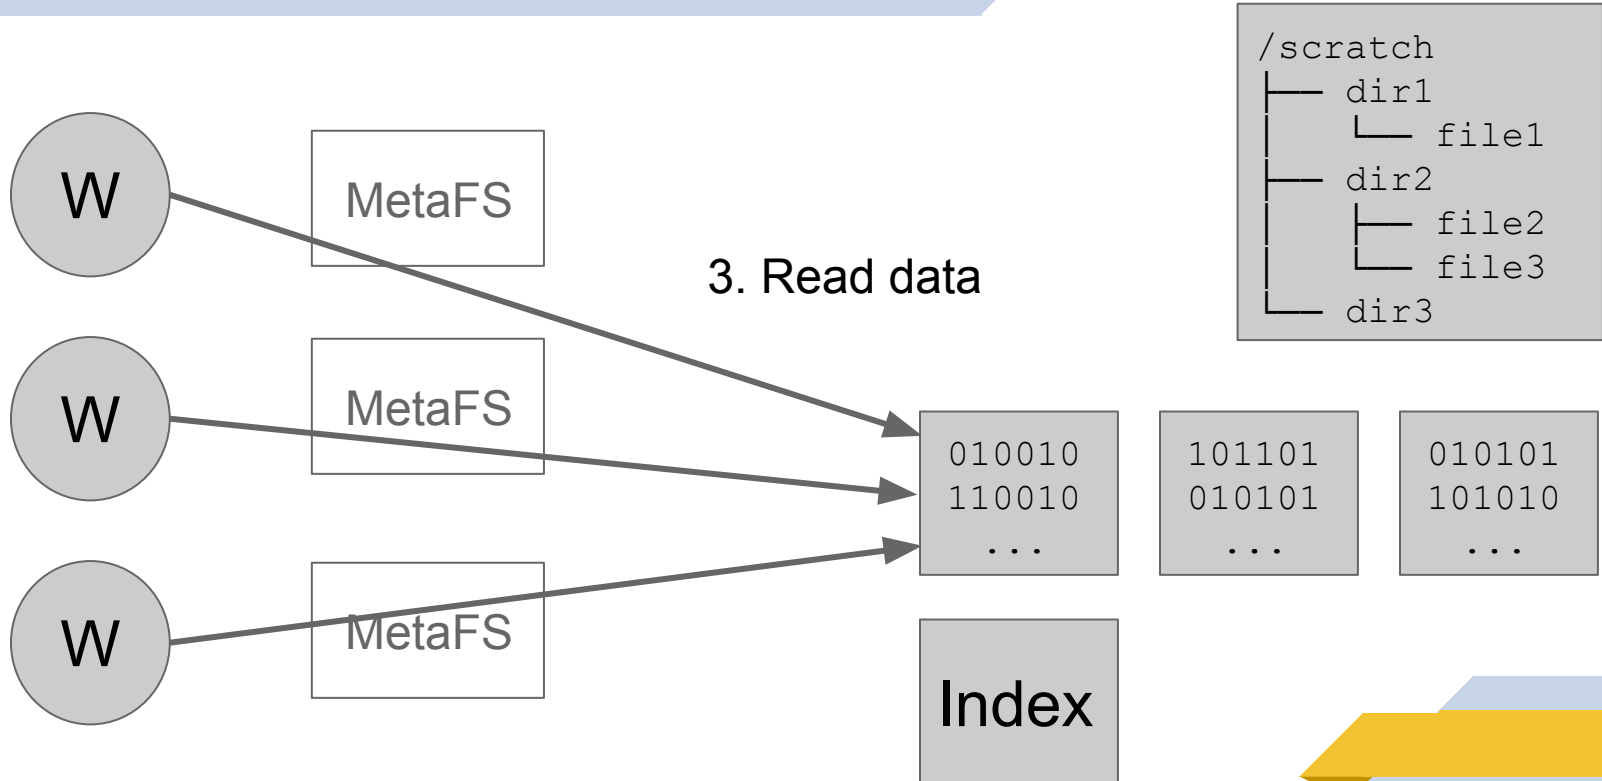 /scratch
├── dir1
│   └── file1
├── dir2
│   ├── file2
│   └── file3
└── dir3
W
MetaFS
3. Read data
W
MetaFS
010010
110010
...
101101
010101
...
010101
101010
...
W
MetaFS
Index